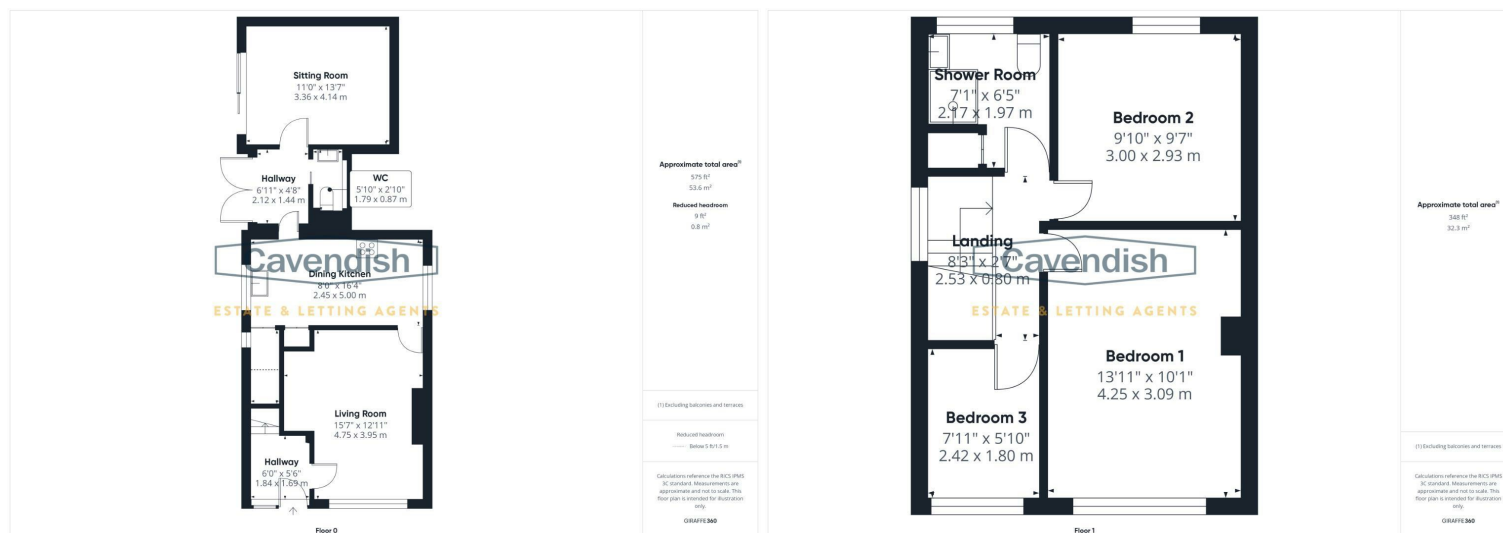 Sitting Room
11'0" x 13'7"
3.36 x 4.14 m
Hallway
6'11" x 4'8"
2.12 x 1.44 m
WC
5'10" x 2'10"
1.79 x 0.87 m
Cavendish
Dining Kitchen
8'0" x 16'4"
2.45 x 5.00 m
ESTATE & LETTING AGENTS
Living Room
15'7" x 12'11"
4.75 x 3.95 m
Hallway
6'0" x 5'6"
1.84 x 1.69 m
Floor 0
Approximate total area(1)
575 ft²
53.6 m²
Reduced headroom
9 ft²
0.8 m²
(1) Excluding balconies and terraces
Reduced headroom
Below 5 ft/1.5 m
Calculations reference the RICS IPMS
3C standard. Measurements are
approximate and not to scale. This
floor plan is intended for illustration
only.
GIRAFFE360
Shower Room
7'1" x 6'5"
2.17 x 1.97 m
Bedroom 2
9'10" x 9'7"
3.00 x 2.93 m
Landing
8'3" x 2'7"
2.53 x 0.80 m
Cavendish
ESTATE & LETTING AGENTS
Bedroom 1
13'11" x 10'1"
4.25 x 3.09 m
Bedroom 3
7'11" x 5'10"
2.42 x 1.80 m
Floor 1
Approximate total area(1)
348 ft²
32.3 m²
(1) Excluding balconies and terraces
Calculations reference the RICS IPMS
3C standard. Measurements are
approximate and not to scale. This
floor plan is intended for illustration
only.
GIRAFFE360